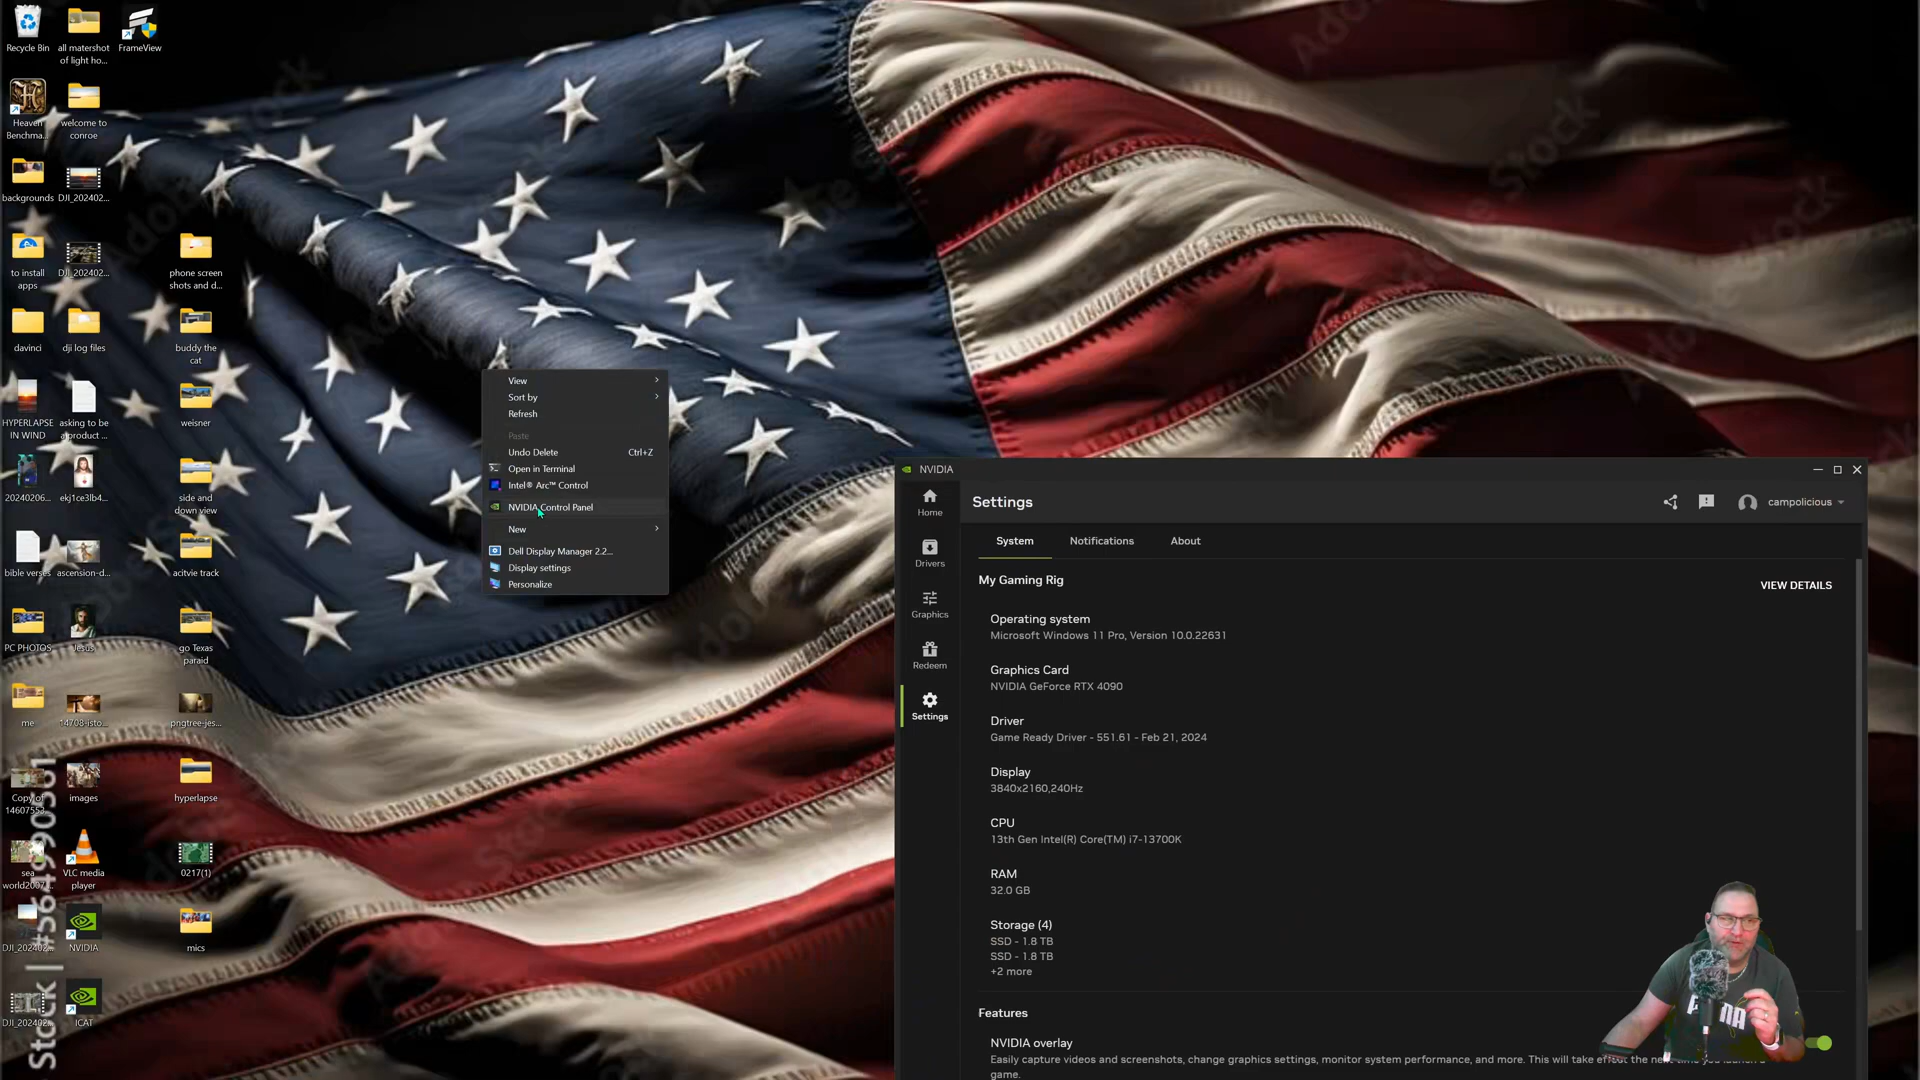 Recycle Bin
all matershot
of light ho...
FrameView
Heaven
Benchma...
welcome to
conroe
backgrounds
DJI_202402...
to install
apps
DJI_202402...
phone screen
shots and d...
davinci
dji log files
buddy the
cat
HYPERLAPSE
IN WIND
asking to be
a product ...
weisner
20240206...
ekj1ce3lb4...
side and
down view
bible verses
ascension-d...
acitvie track
PC PHOTOS
Jesus
go Texas
paraid
me
14708-isto...
pngtree-jes...
Copy of
14607553...
images
hyperlapse
sea
world2007...
VLC media
player
0217(1)
DJI_202402...
NVIDIA
mics
DJI_202402...
ICAT
Adobe Stock
Stock | #564990561
View
Sort by
Refresh
Paste
Undo Delete Ctrl+Z
Open in Terminal
Intel® Arc™ Control
NVIDIA Control Panel
New
Dell Display Manager 2.2...
Display settings
Personalize
NVIDIA
Home
Drivers
Graphics
Redeem
Settings
Settings
campolicious
System Notifications About
My Gaming Rig
VIEW DETAILS
Operating system
Microsoft Windows 11 Pro, Version 10.0.22631
Graphics Card
NVIDIA GeForce RTX 4090
Driver
Game Ready Driver - 551.61 - Feb 21, 2024
Display
3840x2160,240Hz
CPU
13th Gen Intel(R) Core(TM) i7-13700K
RAM
32.0 GB
Storage (4)
SSD - 1.8 TB
SSD - 1.8 TB
+2 more
Features
NVIDIA overlay
Easily capture videos and screenshots, change graphics settings, monitor system performance, and more. This will take effect the next time you launch a
game.